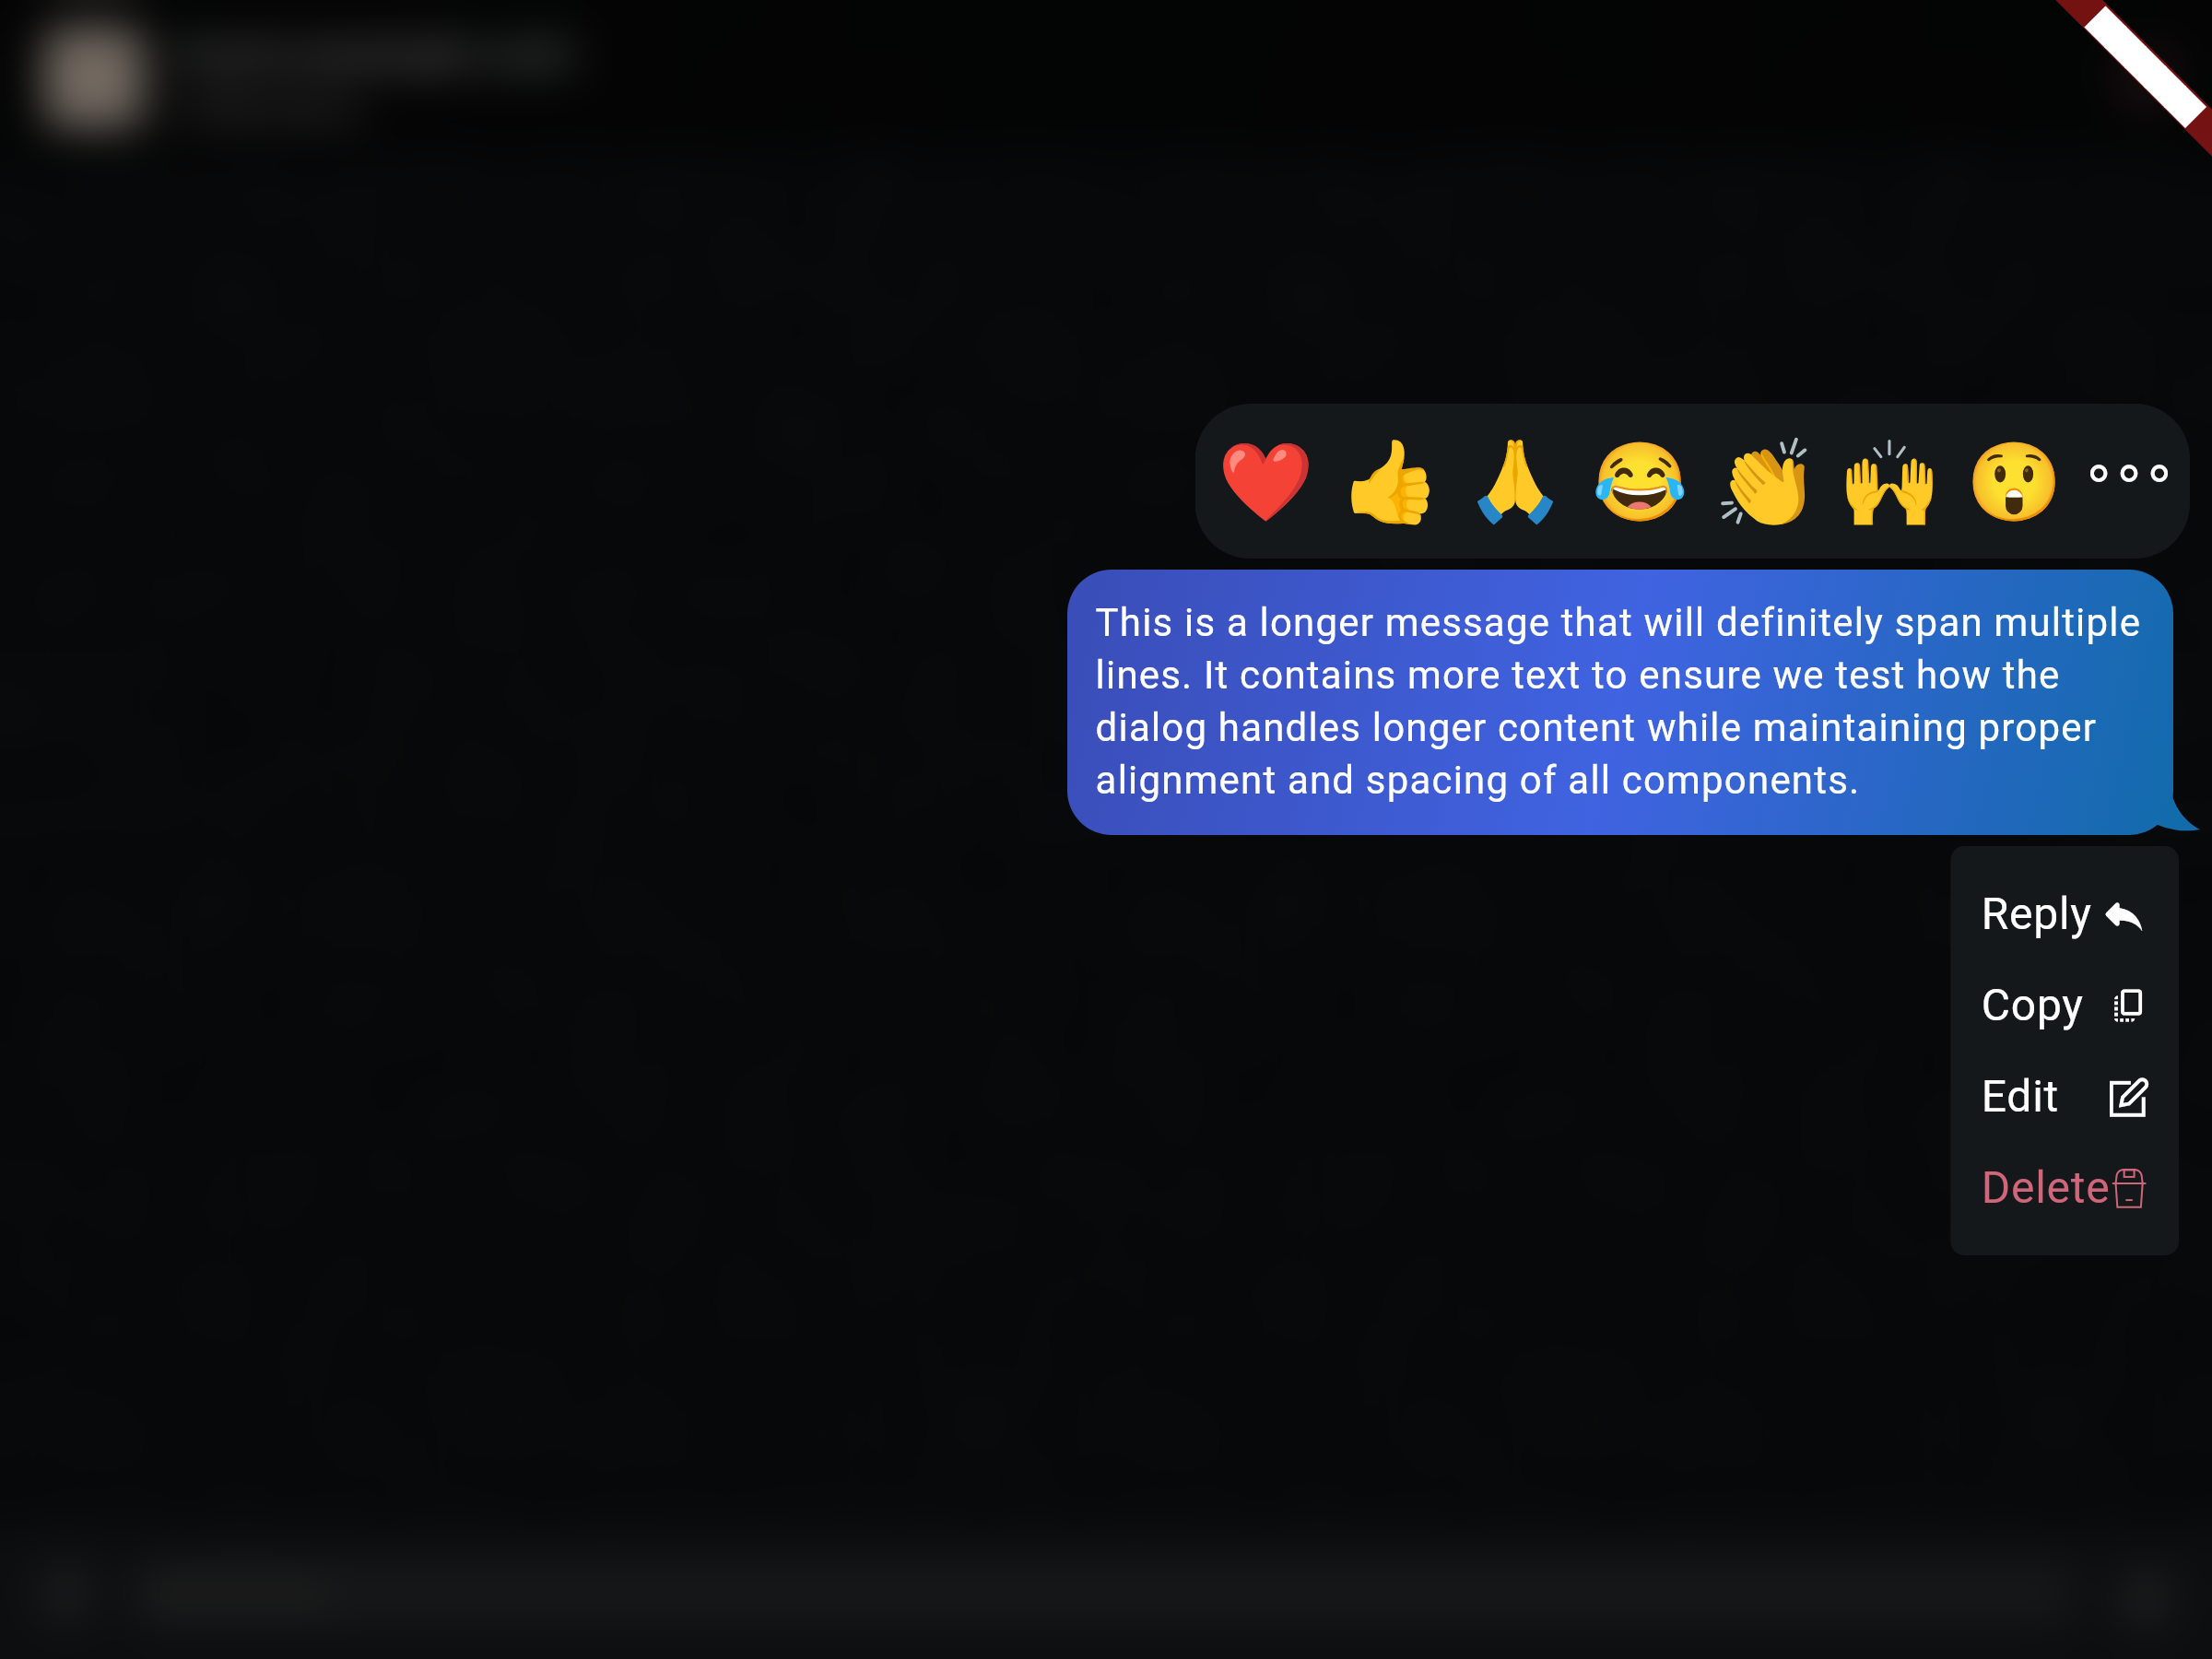 This is a longer message that will definitely span multiple
lines. It contains more text to ensure we test how the
dialog handles longer content while maintaining proper
alignment and spacing of all components.
Reply
Copy
Edit
Delete